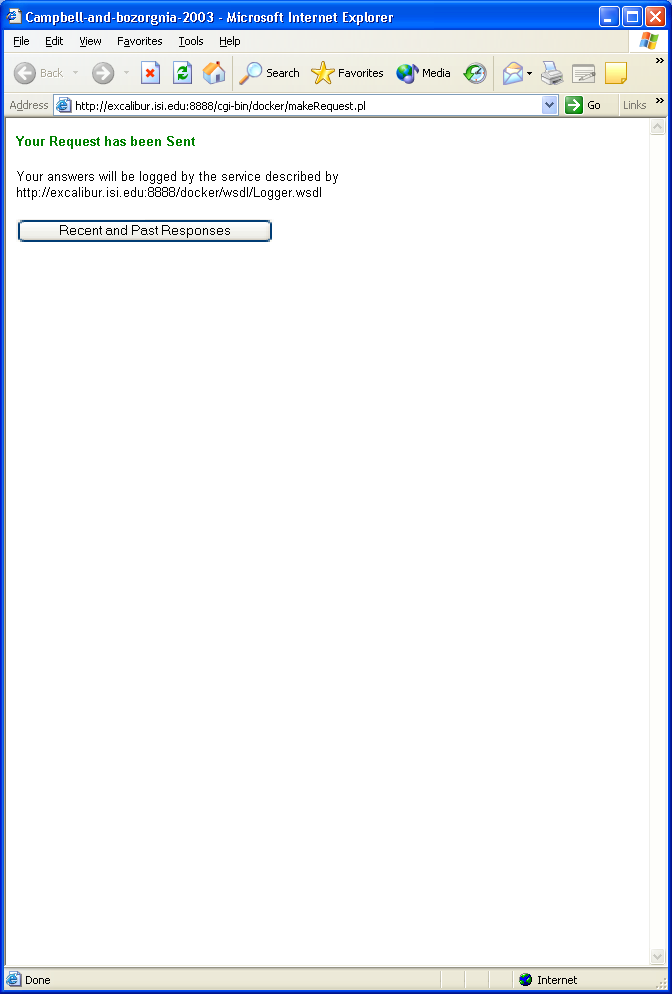 Campbell-and-bozorgnia-2003 - Microsoft Internet Explorer
File Edit View Favorites Tools Help
Back Search Favorites Media
Address http://excalibur.isi.edu:8888/cgi-bin/docker/makeRequest.pl Go Links
Your Request has been Sent
Your answers will be logged by the service described by
http://excalibur.isi.edu:8888/docker/wsdl/Logger.wsdl
Recent and Past Responses
Done Internet